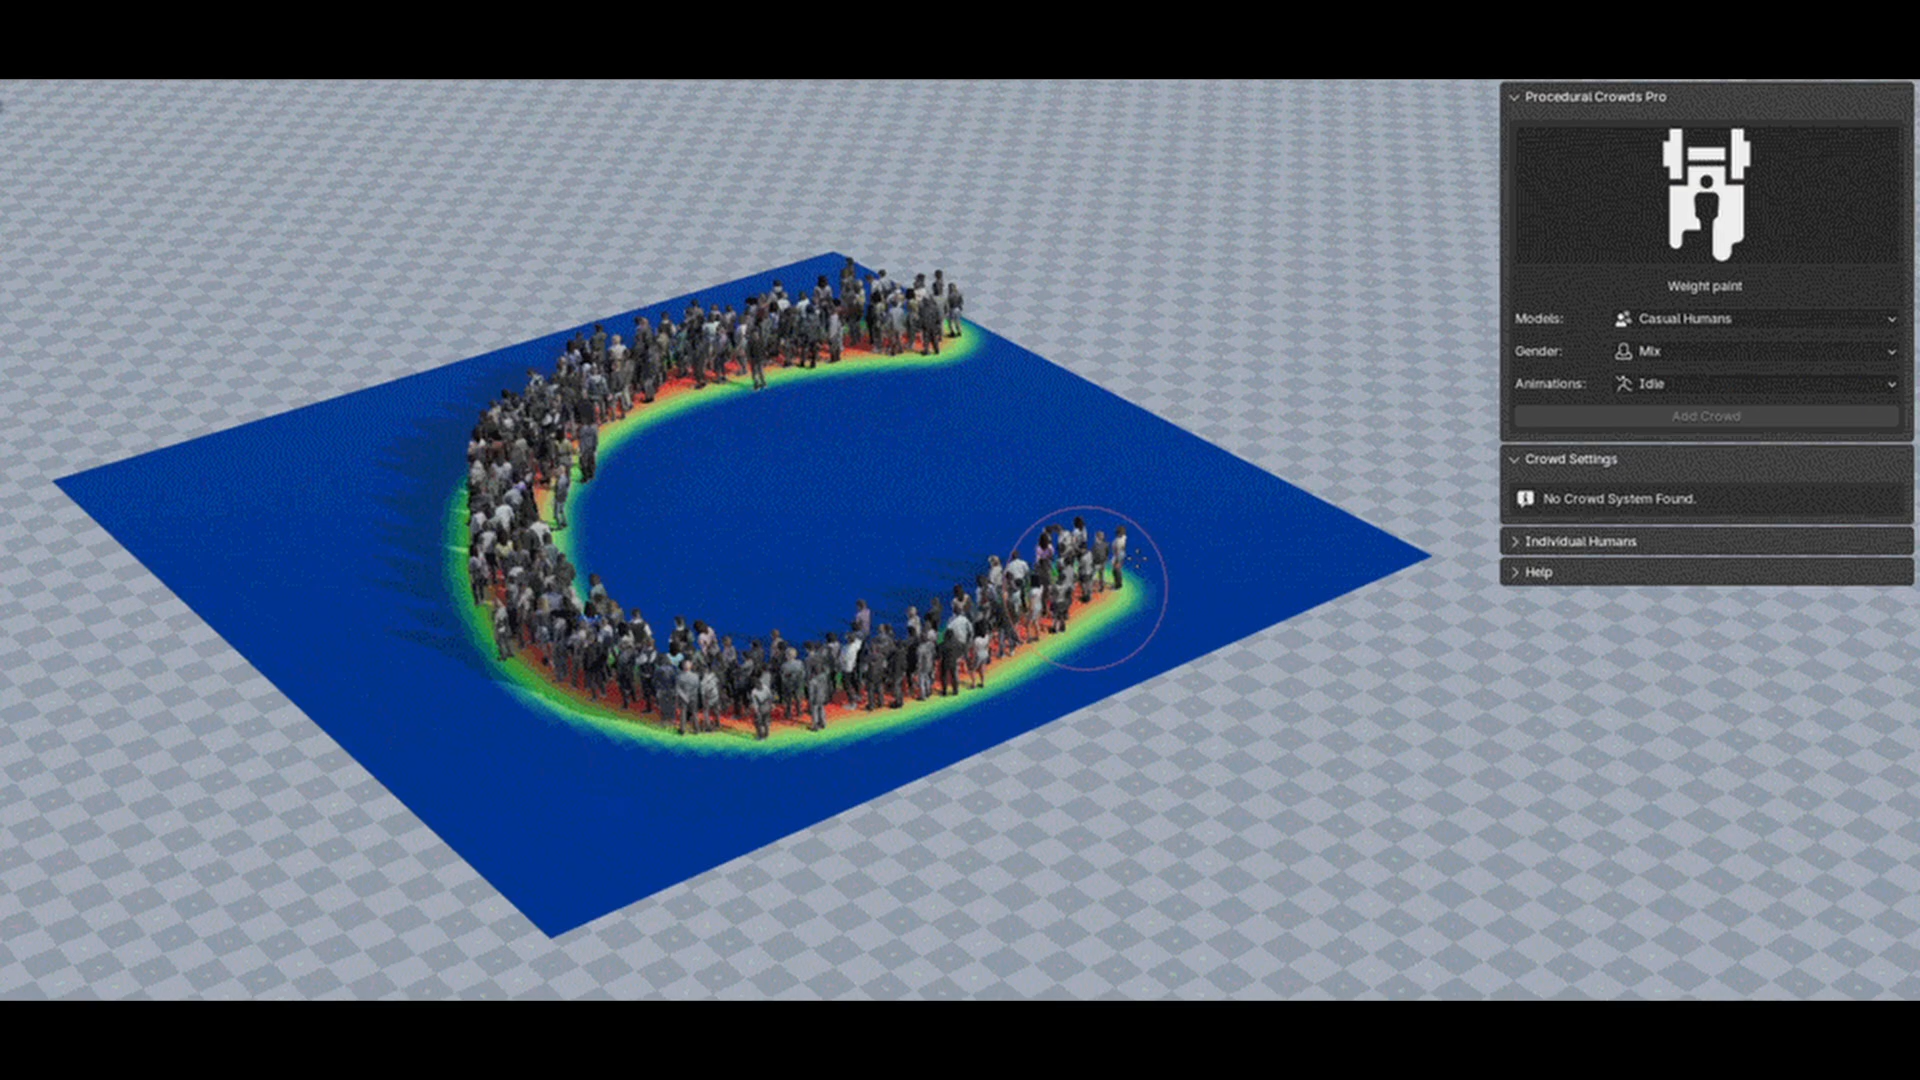 Procedural Crowds Pro
Weight paint
Models: Casual Humans
Gender: Mix
Animations: Idle
Add Crowd
Crowd Settings
No Crowd System Found.
Individual Humans
Help